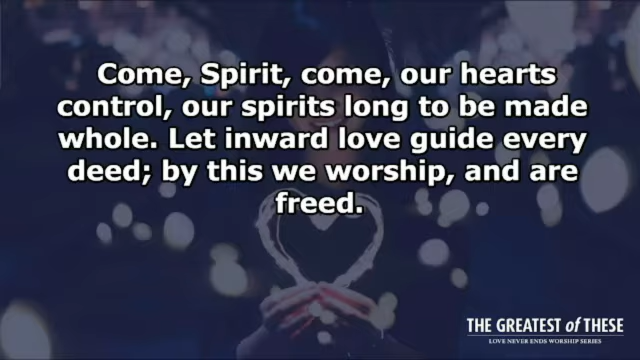 Come, Spirit, come, our hearts
control, our spirits long to be made
whole. Let inward love guide every
deed; by this we worship, and are
freed.
THE GREATEST of THESE
LOVE NEVER ENDS WORSHIP SERIES